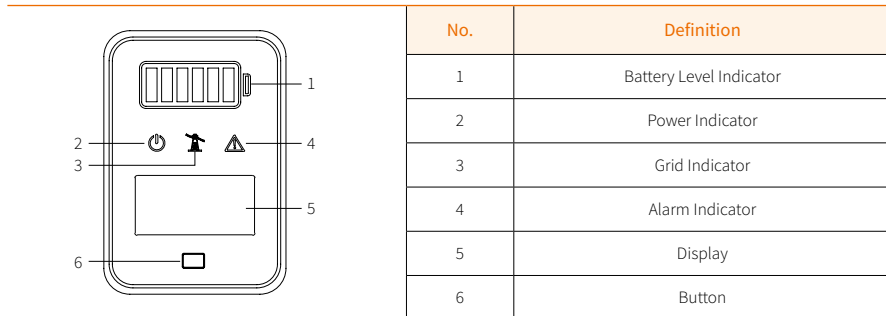 1
2
3
4
5
6
No. Definition
1 Battery Level Indicator
2 Power Indicator
3 Grid Indicator
4 Alarm Indicator
5 Display
6 Button